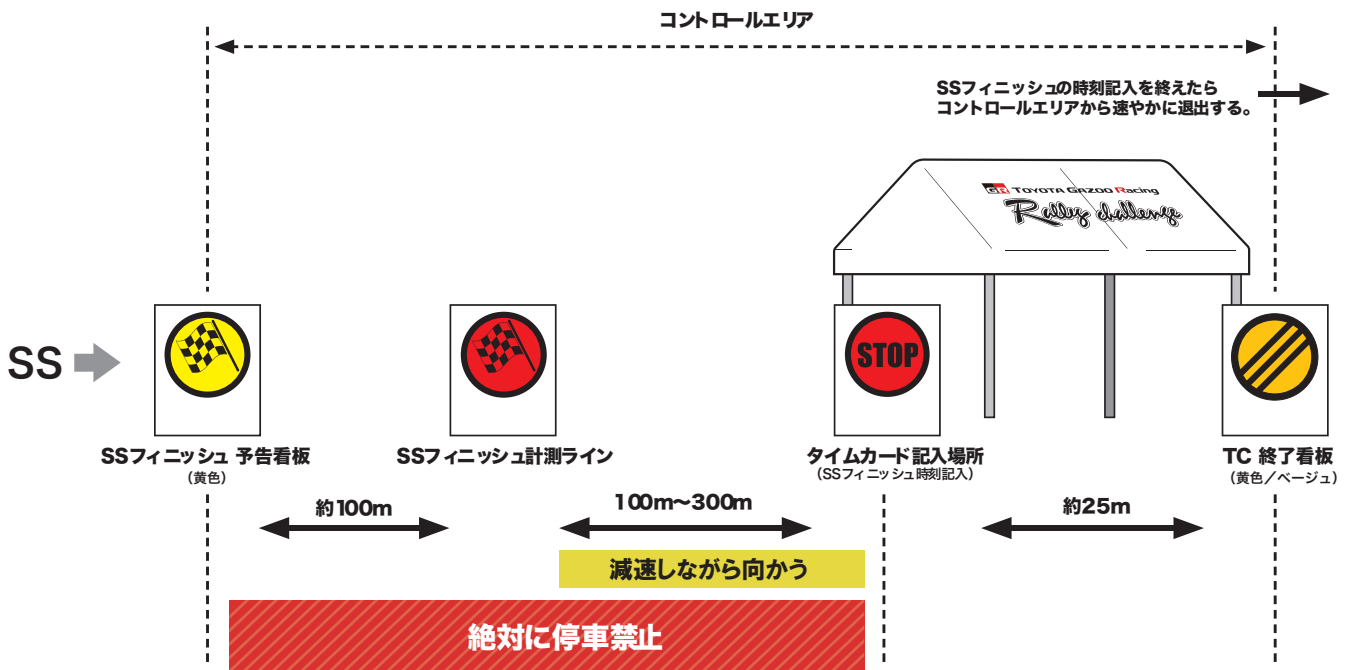 コントロールエリア
SSフィニッシュの時刻記入を終えたら
コントロールエリアから速やかに退出する。
GR TOYOTA GAZOO Racing
Rally challenge
SS
STOP
SSフィニッシュ 予告看板
（黄色）
SSフィニッシュ計測ライン
タイムカード記入場所
（SSフィニッシュ時刻記入）
TC 終了看板
（黄色／ベージュ）
約100m
100m〜300m
約25m
減速しながら向かう
絶対に停車禁止